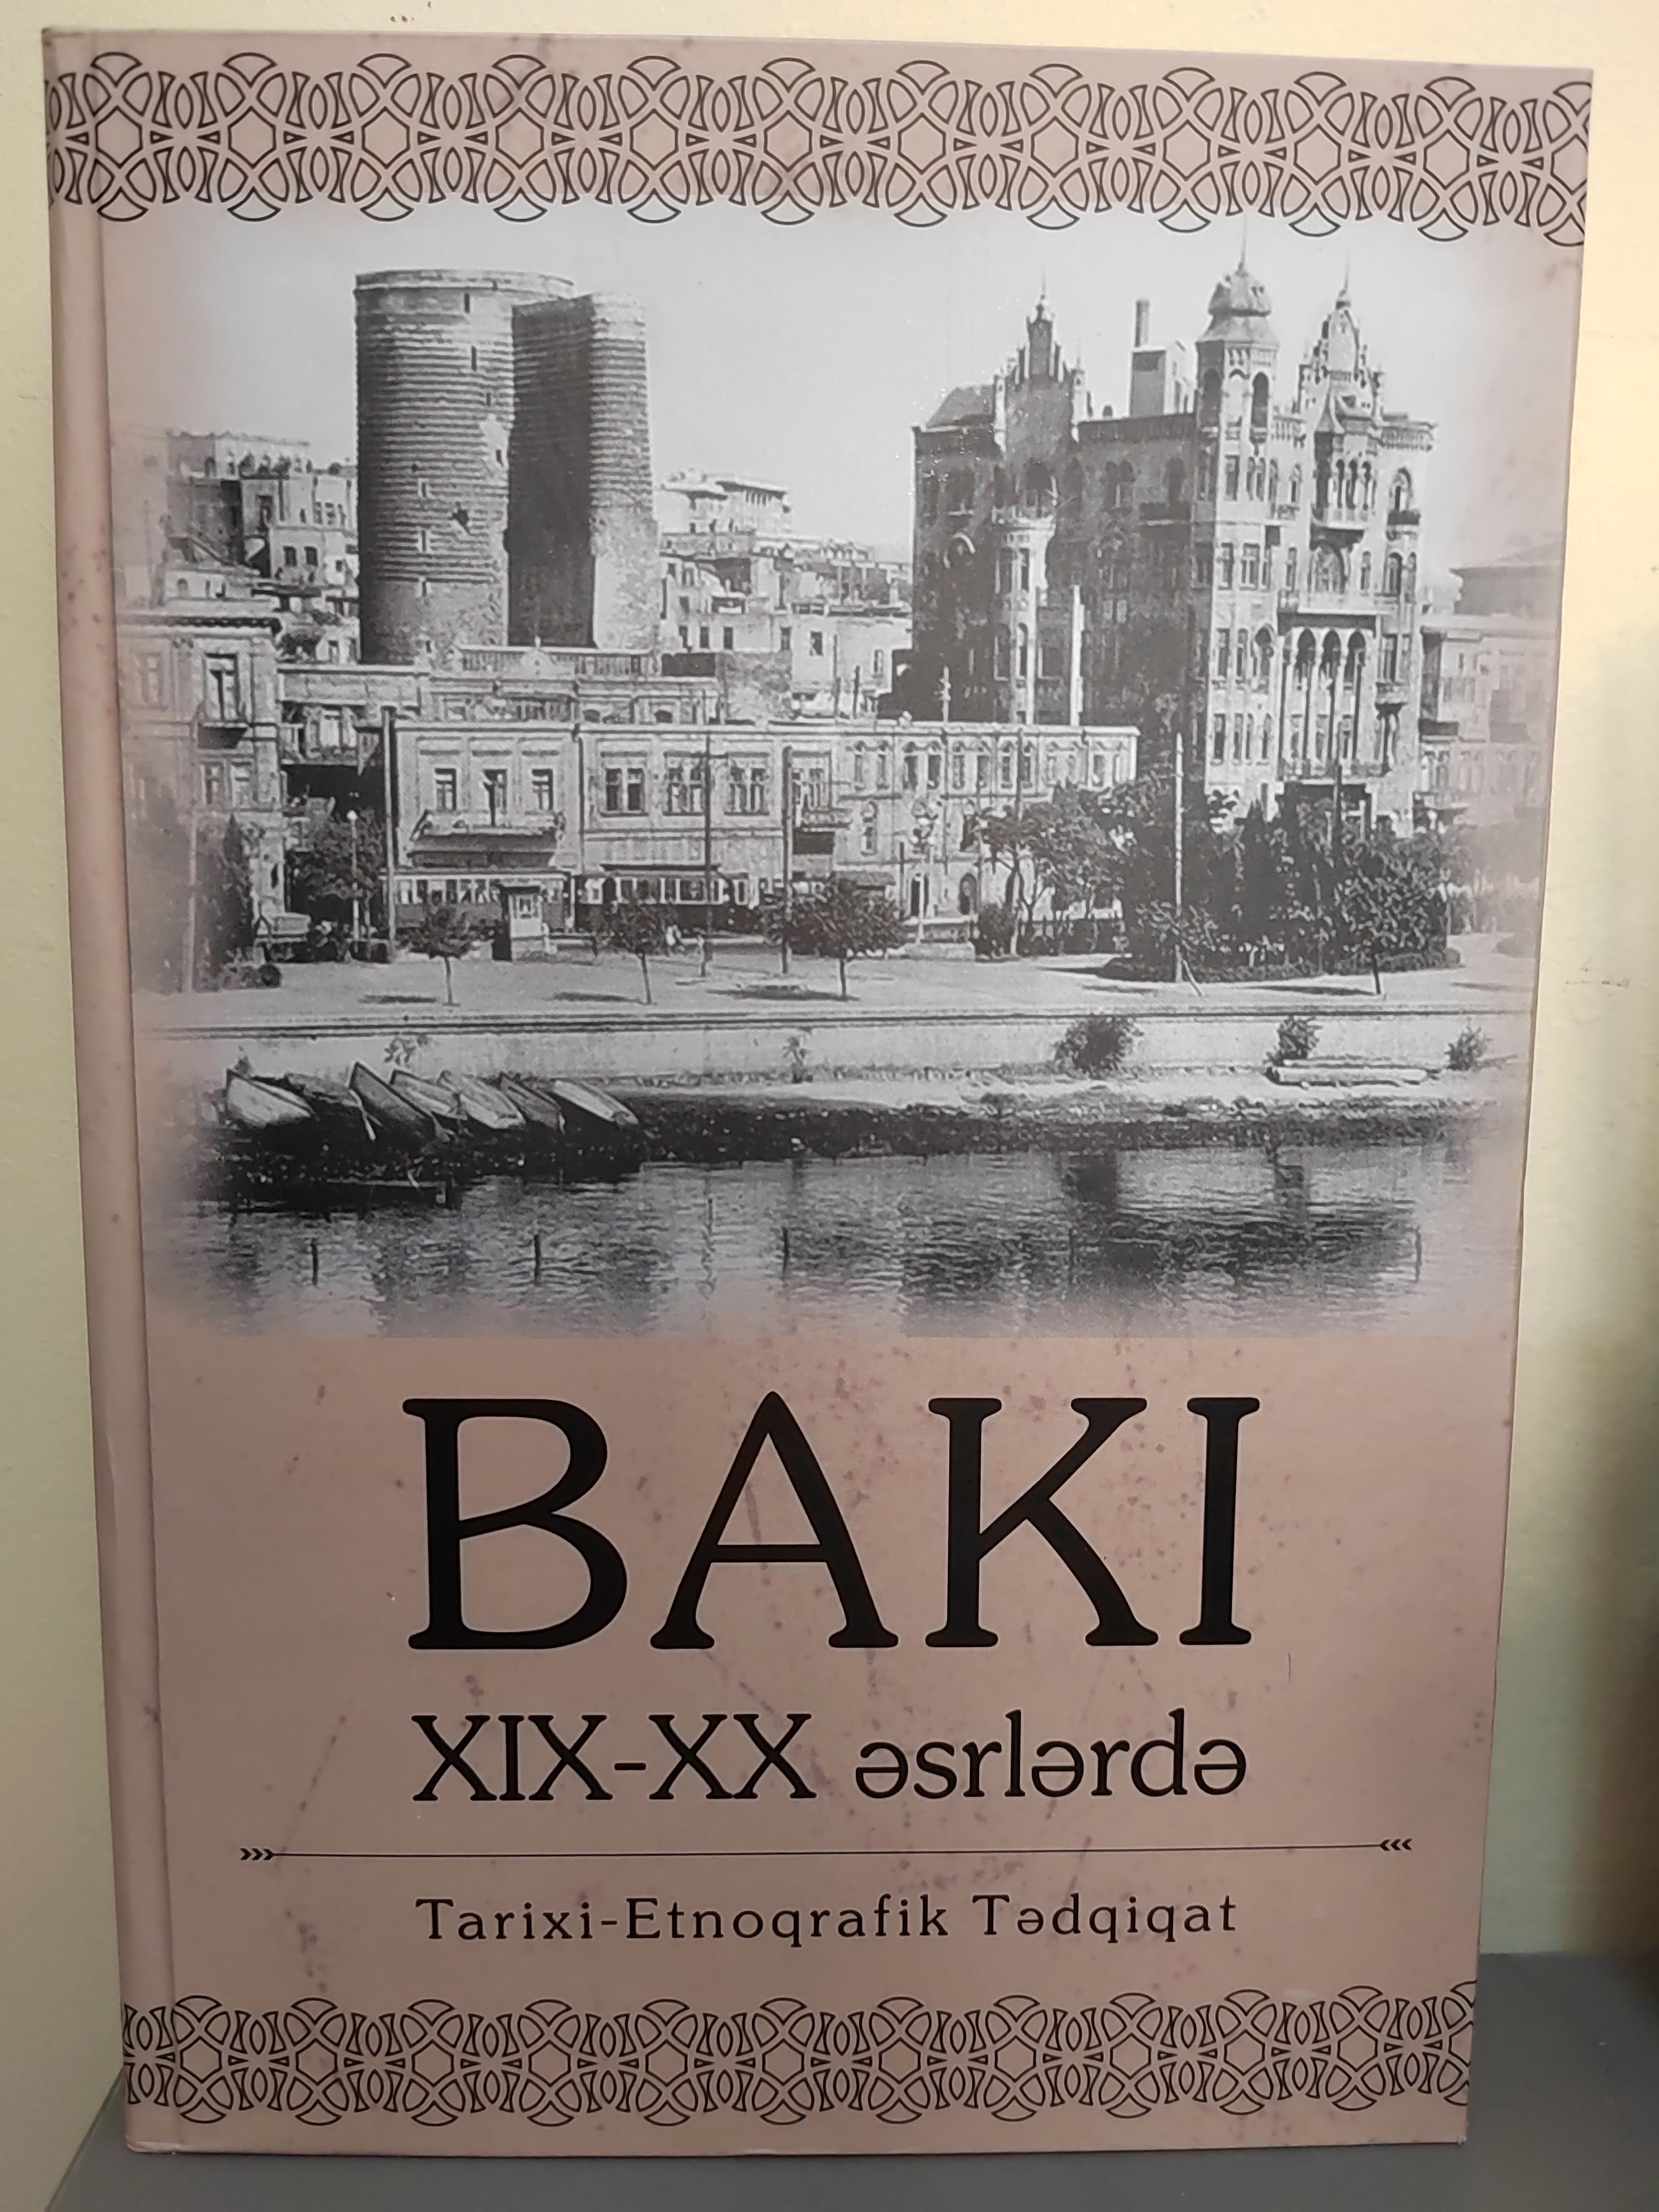 BAKI
XIX-XX əsrlərdə
Tarixi-Etnoqrafik Tədqiqat